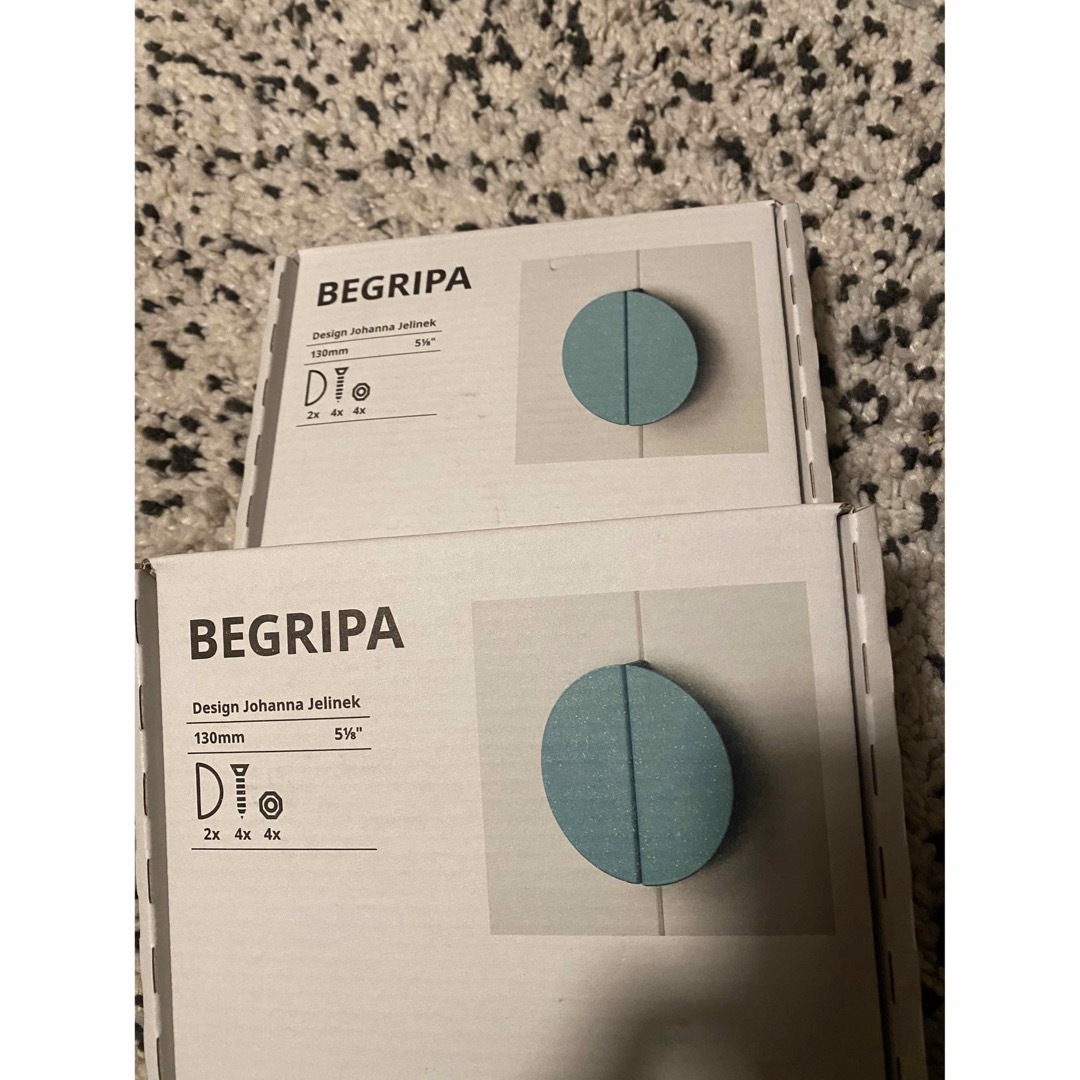 BEGRIPA
Design Johanna Jelinek
130mm 5⅛"
2x 4x 4x
BEGRIPA
Design Johanna Jelinek
130mm 5⅛"
2x 4x 4x